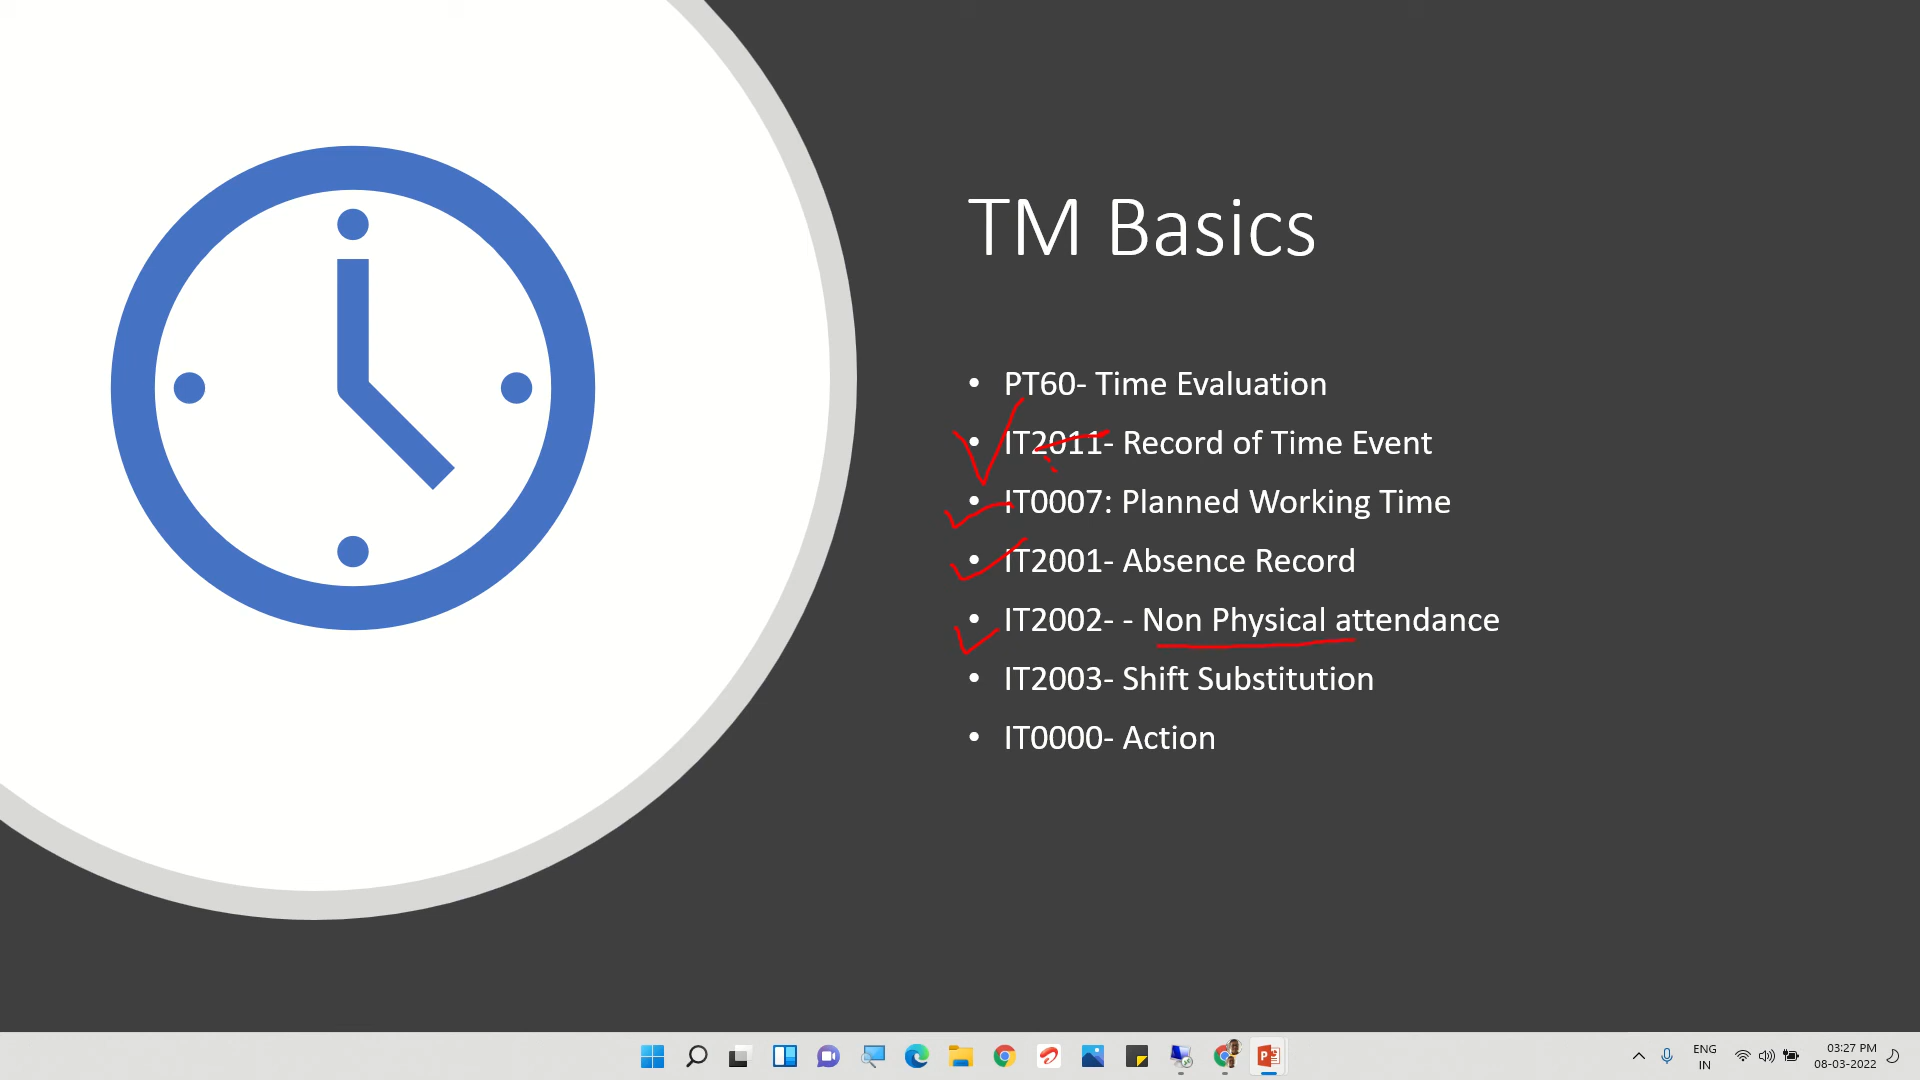 TM Basics
• PT60- Time Evaluation
• IT2011- Record of Time Event
• IT0007: Planned Working Time
• IT2001- Absence Record
• IT2002- - Non Physical attendance
• IT2003- Shift Substitution
• IT0000- Action
ENG
IN
03:27 PM
08-03-2022